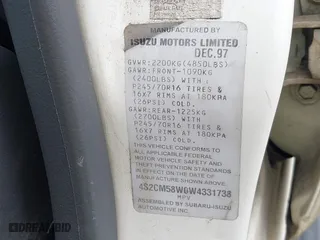 MANUFACTURED BY
ISUZU MOTORS LIMITED
DEC.97
GVWR:2200KG(4850LBS)
GAWR:FRONT-1090KG
(2400LBS) WITH
P245/70R16 TIRES &
16X7 RIMS AT 180KPA
(26PSI) COLD.
GAWR:REAR-1225KG
(2700LBS) WITH
P245/70R16 TIRES &
16X7 RIMS AT 180KPA
(26PSI) COLD.
THIS VEHICLE CONFORMS TO ALL
APPLICABLE FEDERAL MOTOR
VEHICLE SAFETY STANDARDS
IN EFFECT ON THE DATE OF
MANUFACTURE SHOWN ABOVE.
4S2CM58W6W4331738
MPV
ASSEMBLED BY SUBARU-ISUZU
AUTOMOTIVE INC